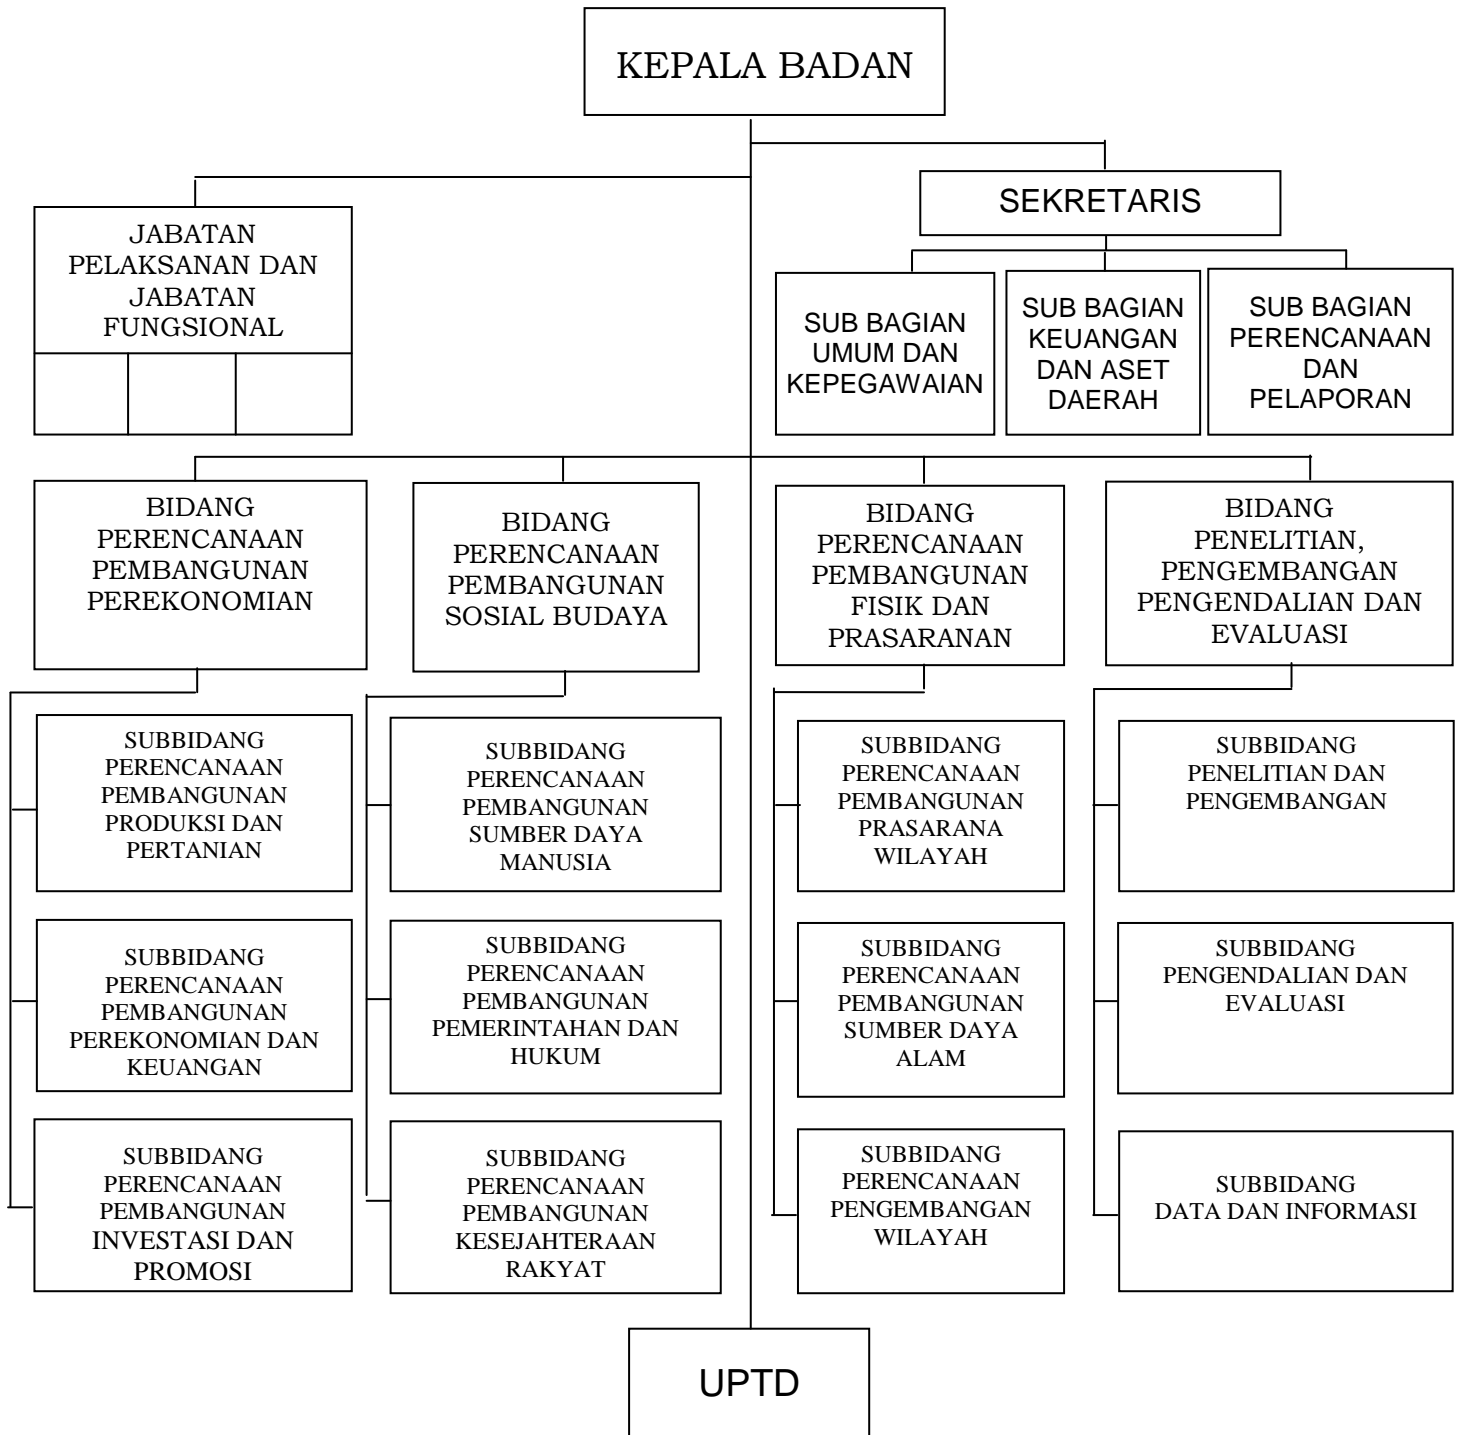 KEPALA BADAN
SEKRETARIS
JABATAN
PELAKSANAN DAN
JABATAN
FUNGSIONAL
SUB BAGIAN
UMUM DAN
KEPEGAWAIAN
SUB BAGIAN
KEUANGAN
DAN ASET
DAERAH
SUB BAGIAN
PERENCANAAN
DAN
PELAPORAN
BIDANG
PERENCANAAN
PEMBANGUNAN
PEREKONOMIAN
BIDANG
PERENCANAAN
PEMBANGUNAN
SOSIAL BUDAYA
BIDANG
PERENCANAAN
PEMBANGUNAN
FISIK DAN
PRASARANAN
BIDANG
PENELITIAN,
PENGEMBANGAN
PENGENDALIAN DAN
EVALUASI
SUBBIDANG
PERENCANAAN
PEMBANGUNAN
PRODUKSI DAN
PERTANIAN
SUBBIDANG
PERENCANAAN
PEMBANGUNAN
SUMBER DAYA
MANUSIA
SUBBIDANG
PERENCANAAN
PEMBANGUNAN
PRASARANA
WILAYAH
SUBBIDANG
PENELITIAN DAN
PENGEMBANGAN
SUBBIDANG
PERENCANAAN
PEMBANGUNAN
PEREKONOMIAN DAN
KEUANGAN
SUBBIDANG
PERENCANAAN
PEMBANGUNAN
PEMERINTAHAN DAN
HUKUM
SUBBIDANG
PERENCANAAN
PEMBANGUNAN
SUMBER DAYA
ALAM
SUBBIDANG
PENGENDALIAN DAN
EVALUASI
SUBBIDANG
PERENCANAAN
PEMBANGUNAN
INVESTASI DAN
PROMOSI
SUBBIDANG
PERENCANAAN
PEMBANGUNAN
KESEJAHTERAAN
RAKYAT
SUBBIDANG
PERENCANAAN
PENGEMBANGAN
WILAYAH
SUBBIDANG
DATA DAN INFORMASI
UPTD